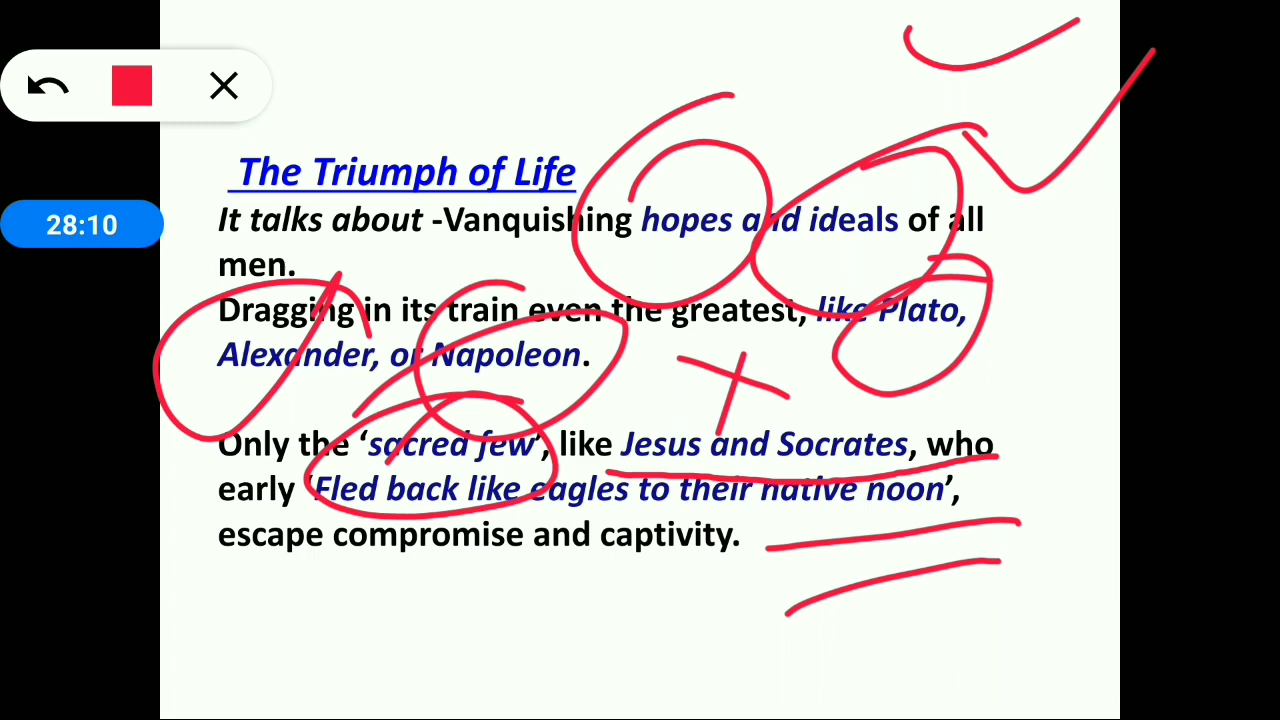 The Triumph of Life
28:10
It talks about -Vanquishing hopes and ideals of all
men.
Dragging in its train even the greatest, like Plato,
Alexander, or Napoleon.
Only the ‘sacred few’, like Jesus and Socrates, who
early ‘Fled back like eagles to their native noon’,
escape compromise and captivity.